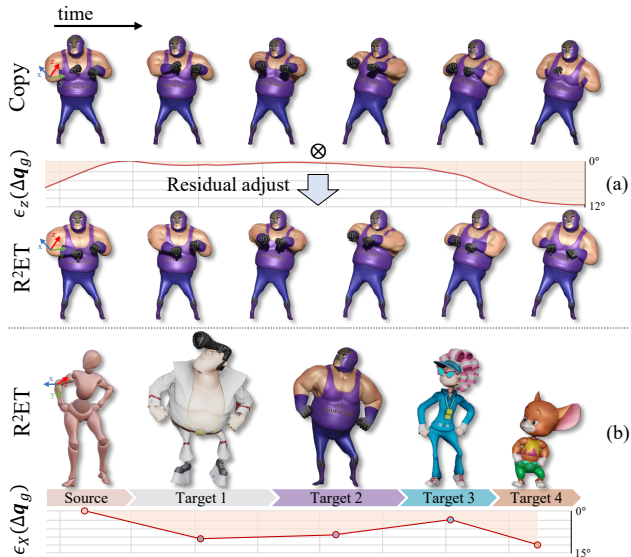 time
Copy
x
z
ϵ_z(Δq_g)
⊗
0°
Residual adjust
(a)
12°
R²ET
x
z
R²ET
x
y
(b)
Source
Target 1
Target 2
Target 3
Target 4
ϵ_X(Δq_g)
0°
15°